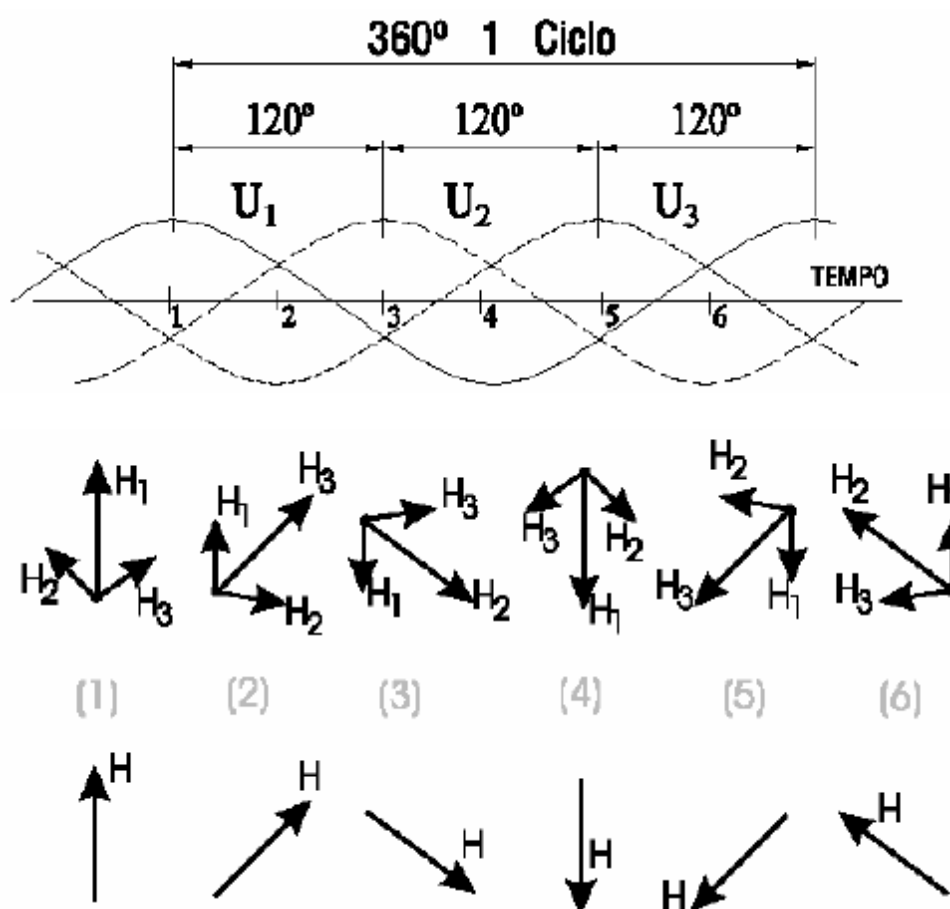 360º 1 Ciclo
120º 120º 120º
U1 U2 U3
TEMPO
1 2 3 4 5 6
H1 H2 H3
H1 H3 H2
H3 H1 H2
H3 H2 H1
H2 H3 H1
H2 H H3
(1) (2) (3) (4) (5) (6)
H H H H H H